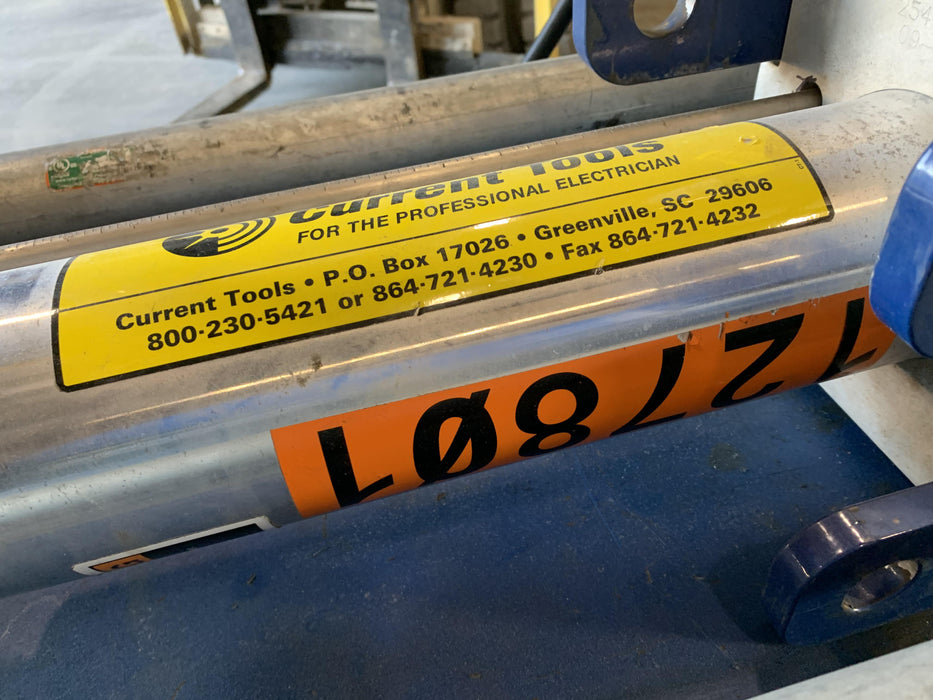 Current Tools
FOR THE PROFESSIONAL ELECTRICIAN
Current Tools • P.O. Box 17026 • Greenville, SC 29606
800·230·5421 or 864·721·4230 • Fax 864·721·4232